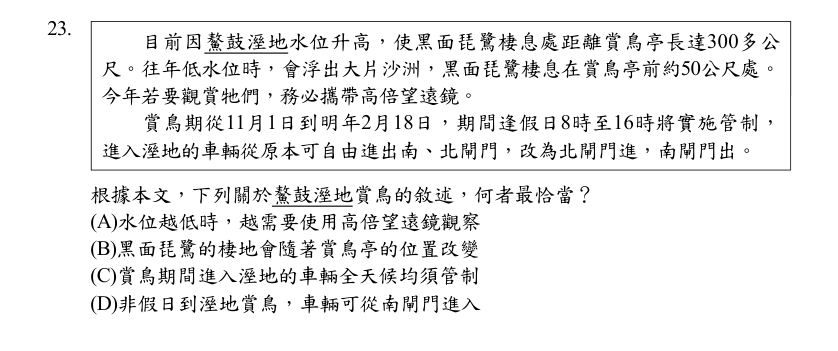 23.
目前因鰲鼓溼地水位升高，使黑面琵鷺棲息處距離賞鳥亭長達300多公
尺。往年低水位時，會浮出大片沙洲，黑面琵鷺棲息在賞鳥亭前約50公尺處。
今年若要觀賞牠們，務必攜帶高倍望遠鏡。
賞鳥期從11月1日到明年2月18日，期間逢假日8時至16時將實施管制，
進入溼地的車輛從原本可自由進出南、北閘門，改為北閘門進，南閘門出。
根據本文，下列關於鰲鼓溼地賞鳥的敘述，何者最恰當？
(A)水位越低時，越需要使用高倍望遠鏡觀察
(B)黑面琵鷺的棲地會隨著賞鳥亭的位置改變
(C)賞鳥期間進入溼地的車輛全天候均須管制
(D)非假日到溼地賞鳥，車輛可從南閘門進入